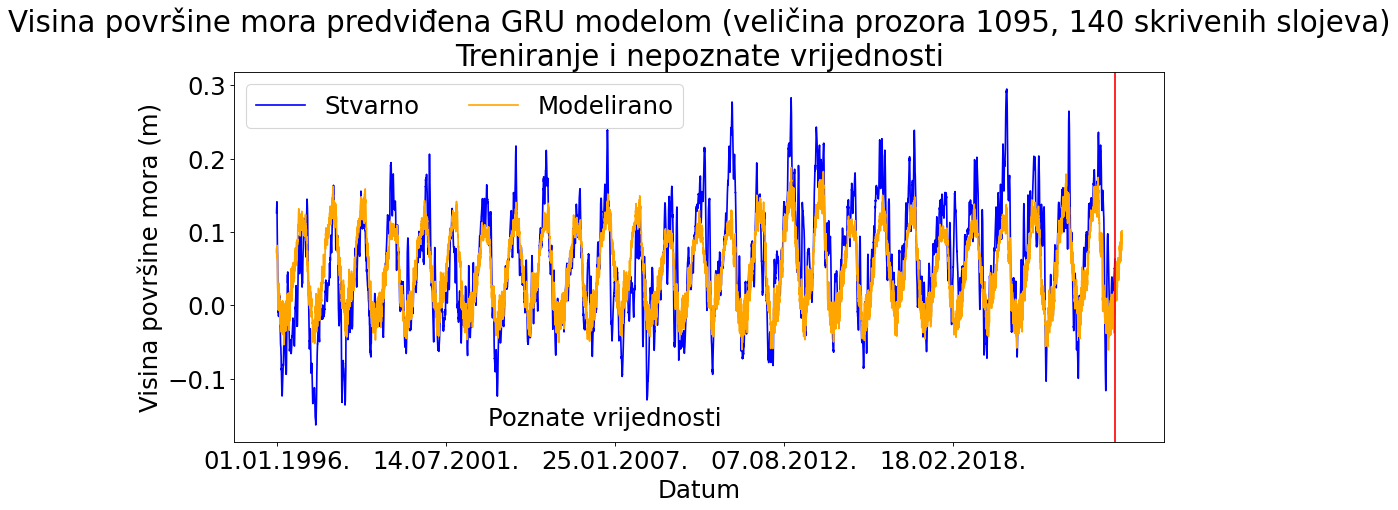 Visina površine mora predviđena GRU modelom (veličina prozora 1095, 140 skrivenih slojeva)
Treniranje i nepoznate vrijednosti
Stvarno
Modelirano
Visina površine mora (m)
0.3
0.2
0.1
0.0
−0.1
Poznate vrijednosti
01.01.1996.
14.07.2001.
25.01.2007.
07.08.2012.
18.02.2018.
Datum